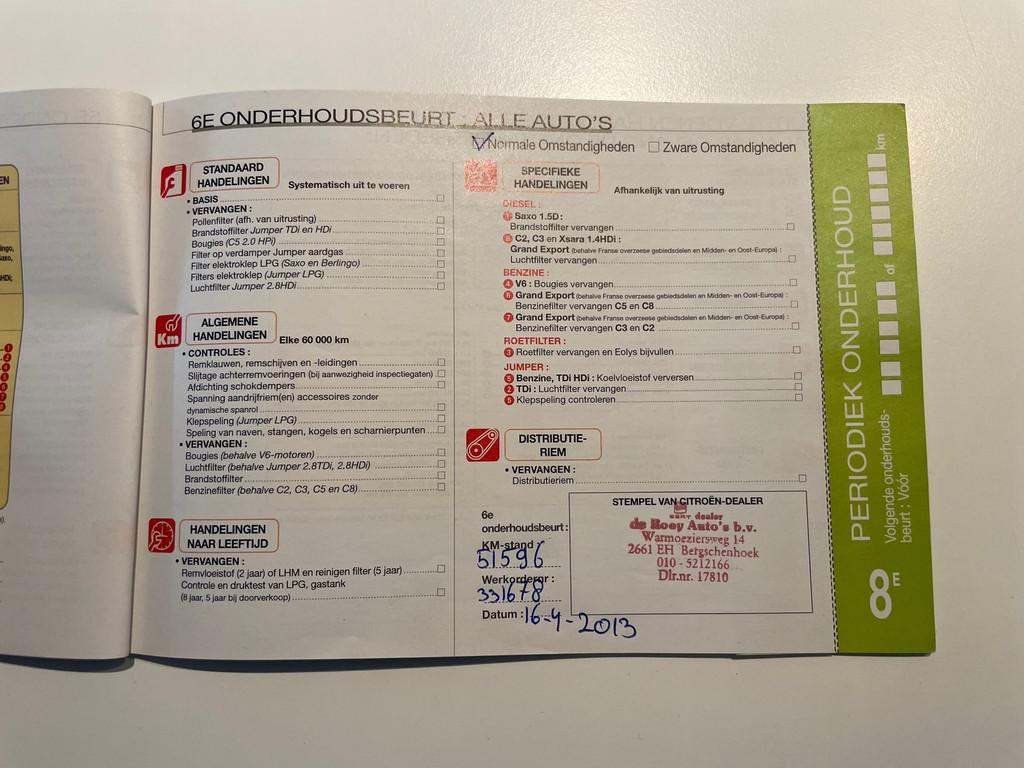 6E ONDERHOUDSBEURT : ALLE AUTO'S
Normale Omstandigheden Zware Omstandigheden
STANDAARD
HANDELINGEN
Systematisch uit te voeren
• BASIS
• VERVANGEN :
Pollenfilter (afh. van uitrusting)
Brandstoffilter Jumper TDi en HDi
Bougies (C5 2.0 HPi)
Filter op verdamper Jumper aardgas
Filter elektroklep LPG (Saxo en Berlingo)
Filters elektroklep (Jumper LPG)
Luchtfilter Jumper 2.8HDi
Km
ALGEMENE
HANDELINGEN
Elke 60 000 km
• CONTROLES :
Remklauwen, remschijven en -leidingen
Slijtage achterremvoeringen (bij aanwezigheid inspectiegaten)
Afdichting schokdempers
Spanning aandrijfriem(en) accessoires zonder
dynamische spanrol
Klepspeling (Jumper LPG)
Speling van naven, stangen, kogels en scharnierpunten
• VERVANGEN :
Bougies (behalve V6-motoren)
Luchtfilter (behalve Jumper 2.8TDi, 2.8HDi)
Brandstoffilter
Benzinefilter (behalve C2, C3, C5 en C8)
HANDELINGEN
NAAR LEEFTIJD
• VERVANGEN :
Remvloeistof (2 jaar) of LHM en reinigen filter (5 jaar)
Controle en druktest van LPG, gastank
(8 jaar, 5 jaar bij doorverkoop)
SPECIFIEKE
HANDELINGEN
Afhankelijk van uitrusting
DIESEL :
Saxo 1.5D :
Brandstoffilter vervangen
C2, C3 en Xsara 1.4HDi :
Grand Export (behalve Franse overzeese gebiedsdelen en Midden- en Oost-Europa) :
Luchtfilter vervangen
BENZINE :
4 V6 : Bougies vervangen
Grand Export (behalve Franse overzeese gebiedsdelen en Midden- en Oost-Europa) :
Benzinefilter vervangen C5 en C8
7 Grand Export (behalve Franse overzeese gebiedsdelen en Midden- en Oost-Europa) :
Benzinefilter vervangen C3 en C2
ROETFILTER :
3 Roetfilter vervangen en Eolys bijvullen
JUMPER :
5 Benzine, TDi HDi : Koelvloeistof verversen
2 TDi : Luchtfilter vervangen
5 Klepspeling controleren
DISTRIBUTIE-
RIEM
• VERVANGEN :
Distributieriem
6e
onderhoudsbeurt :
KM-stand :
51596
Werkordernr :
331678
Datum : 16-4-2013
STEMPEL VAN CITROËN-DEALER
dealer
de Rooy Auto's b.v.
Warmoeziersweg 14
2661 EH Bergschenhoek
010 - 5212166
Dlr.nr. 17810
PERIODIEK ONDERHOUD
Volgende onderhouds-
beurt : Vóór
of
km
8E